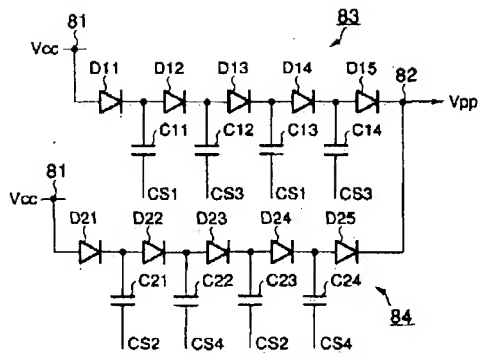 81 83
Vcc
D11 D12 D13 D14 D15 82
Vpp
C11 C12 C13 C14
81 CS1 CS3 CS1 CS3
Vcc
D21 D22 D23 D24 D25
C21 C22 C23 C24
84
CS2 CS4 CS2 CS4